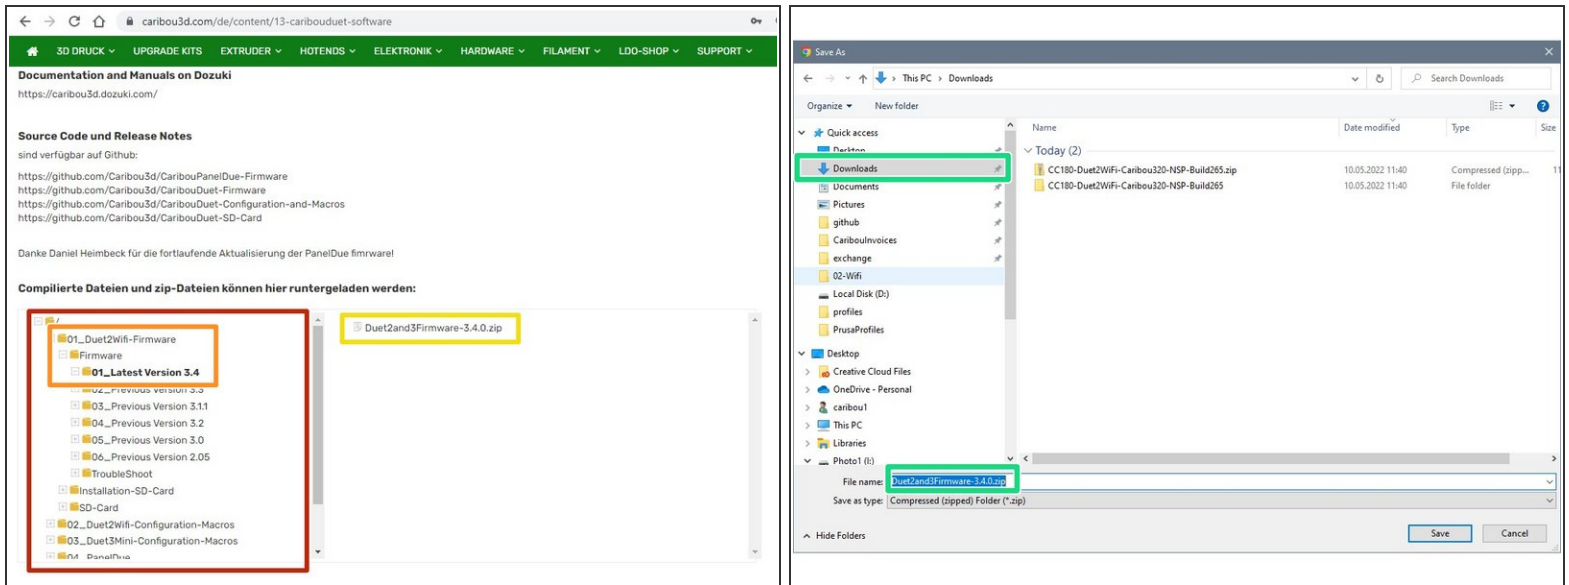 caribou3d.com/de/content/13-caribouduet-software
3D DRUCK UPGRADE KITS EXTRUDER HOTENDS ELEKTRONIK HARDWARE FILAMENT LDO-SHOP SUPPORT
Documentation and Manuals on Dozuki
https://caribou3d.dozuki.com/
Source Code und Release Notes
sind verfügbar auf Github:
https://github.com/Caribou3d/CaribouPanelDue-Firmware
https://github.com/Caribou3d/CaribouDuet-Firmware
https://github.com/Caribou3d/CaribouDuet-Configuration-and-Macros
https://github.com/Caribou3d/CaribouDuet-SD-Card
Danke Daniel Heimbeck für die fortlaufende Aktualisierung der PanelDue fimrware!
Compilierte Dateien und zip-Dateien können hier runtergeladen werden:
/
01_Duet2Wifi-Firmware
Firmware
01_Latest Version 3.4
02_Previous Version 3.3
03_Previous Version 3.1.1
04_Previous Version 3.2
05_Previous Version 3.0
06_Previous Version 2.05
TroubleShoot
Installation-SD-Card
SD-Card
02_Duet2Wifi-Configuration-Macros
03_Duet3Mini-Configuration-Macros
04_PanelDue
Duet2and3Firmware-3.4.0.zip
Save As
This PC > Downloads
Search Downloads
Organize New folder
Quick access
Desktop
Downloads
Documents
Pictures
github
CaribouInvoices
exchange
02-Wifi
Local Disk (D:)
profiles
PrusaProfiles
Desktop
Creative Cloud Files
OneDrive - Personal
caribou1
This PC
Libraries
Photo1 (I:)
Name Date modified Type Size
Today (2)
CC180-Duet2WiFi-Caribou320-NSP-Build265.zip 10.05.2022 11:40 Compressed (zipp... 11
CC180-Duet2WiFi-Caribou320-NSP-Build265 10.05.2022 11:40 File folder
File name: Duet2and3Firmware-3.4.0.zip
Save as type: Compressed (zipped) Folder (*.zip)
Hide Folders
Save Cancel